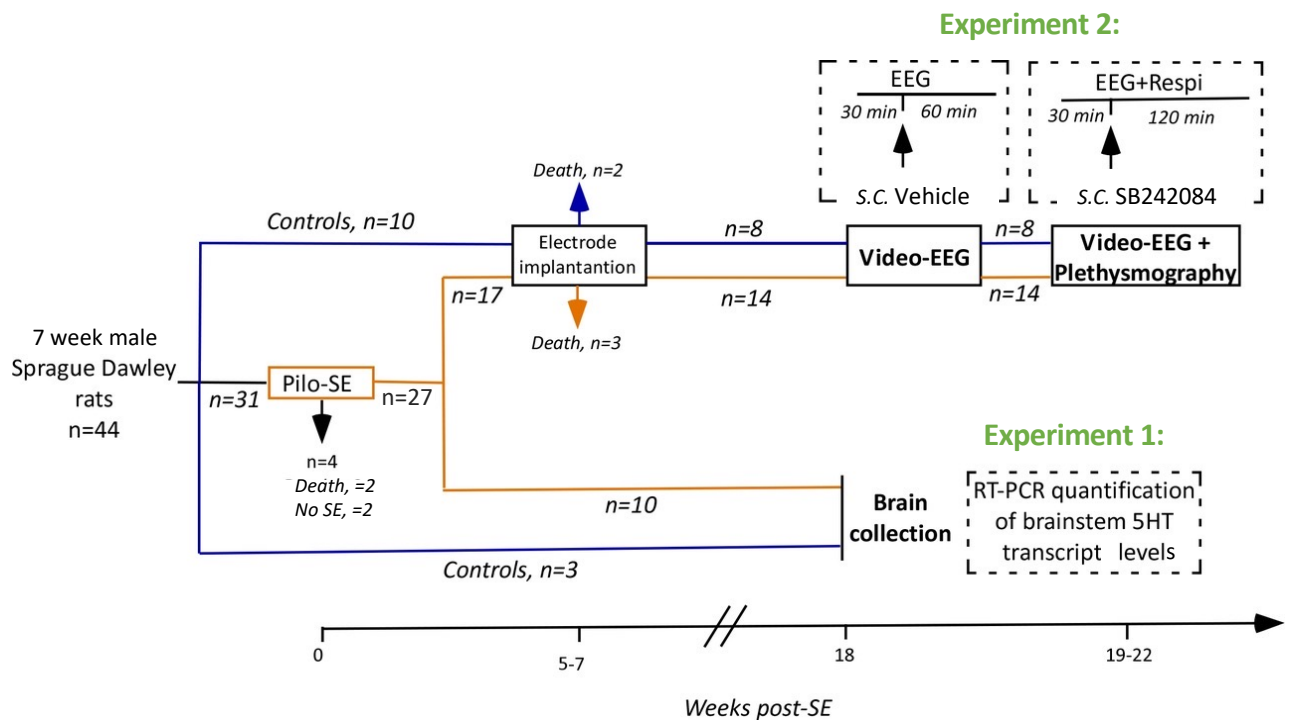 Experiment 2:
EEG
30 min
60 min
S.C. Vehicle
EEG+Respi
30 min
120 min
S.C. SB242084
Death, n=2
Controls, n=10
Electrode
implantantion
n=8
Video-EEG
n=8
Video-EEG +
Plethysmography
n=17
n=14
n=14
Death, n=3
7 week male
Sprague Dawley
rats
n=44
n=31
Pilo-SE
n=27
n=4
Death, =2
No SE, =2
n=10
Controls, n=3
Brain
collection
Experiment 1:
RT-PCR quantification
of brainstem 5HT
transcript levels
0
5-7
18
19-22
Weeks post-SE